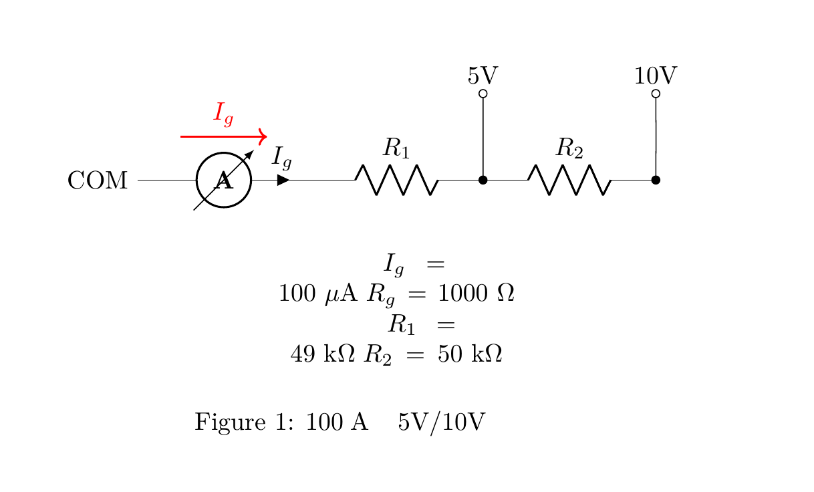 5V 10V
I_g
I_g R_1 R_2
COM A
I_g =
100 μA R_g = 1000 Ω
R_1 =
49 kΩ R_2 = 50 kΩ
Figure 1: 100 A 5V/10V